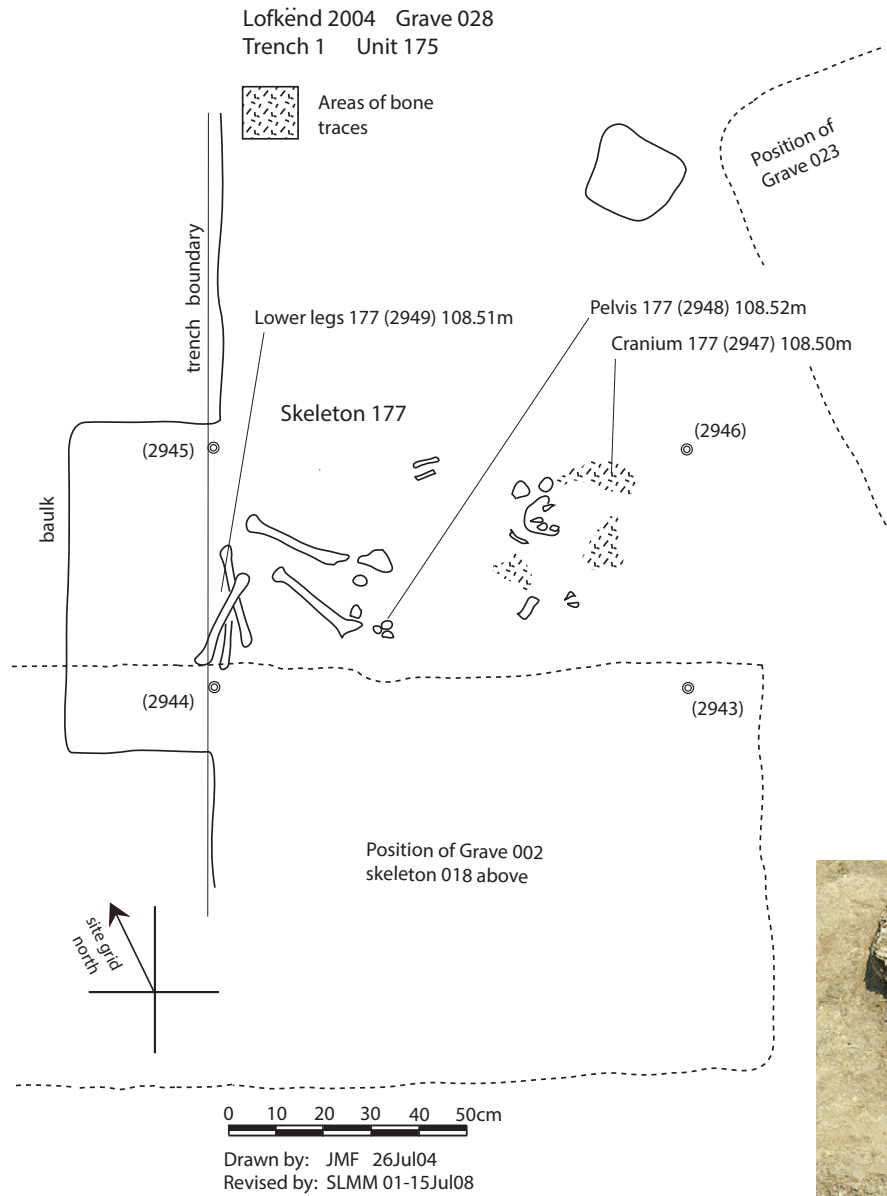 Lofkënd 2004 Grave 028
Trench 1 Unit 175
Areas of bone
traces
Position of
Grave 023
trench boundary
Lower legs 177 (2949) 108.51m
Pelvis 177 (2948) 108.52m
Cranium 177 (2947) 108.50m
Skeleton 177
(2945)
(2946)
baulk
(2944)
(2943)
Position of Grave 002
skeleton 018 above
site grid
north
0 10 20 30 40 50cm
Drawn by: JMF 26Jul04
Revised by: SLMM 01-15Jul08